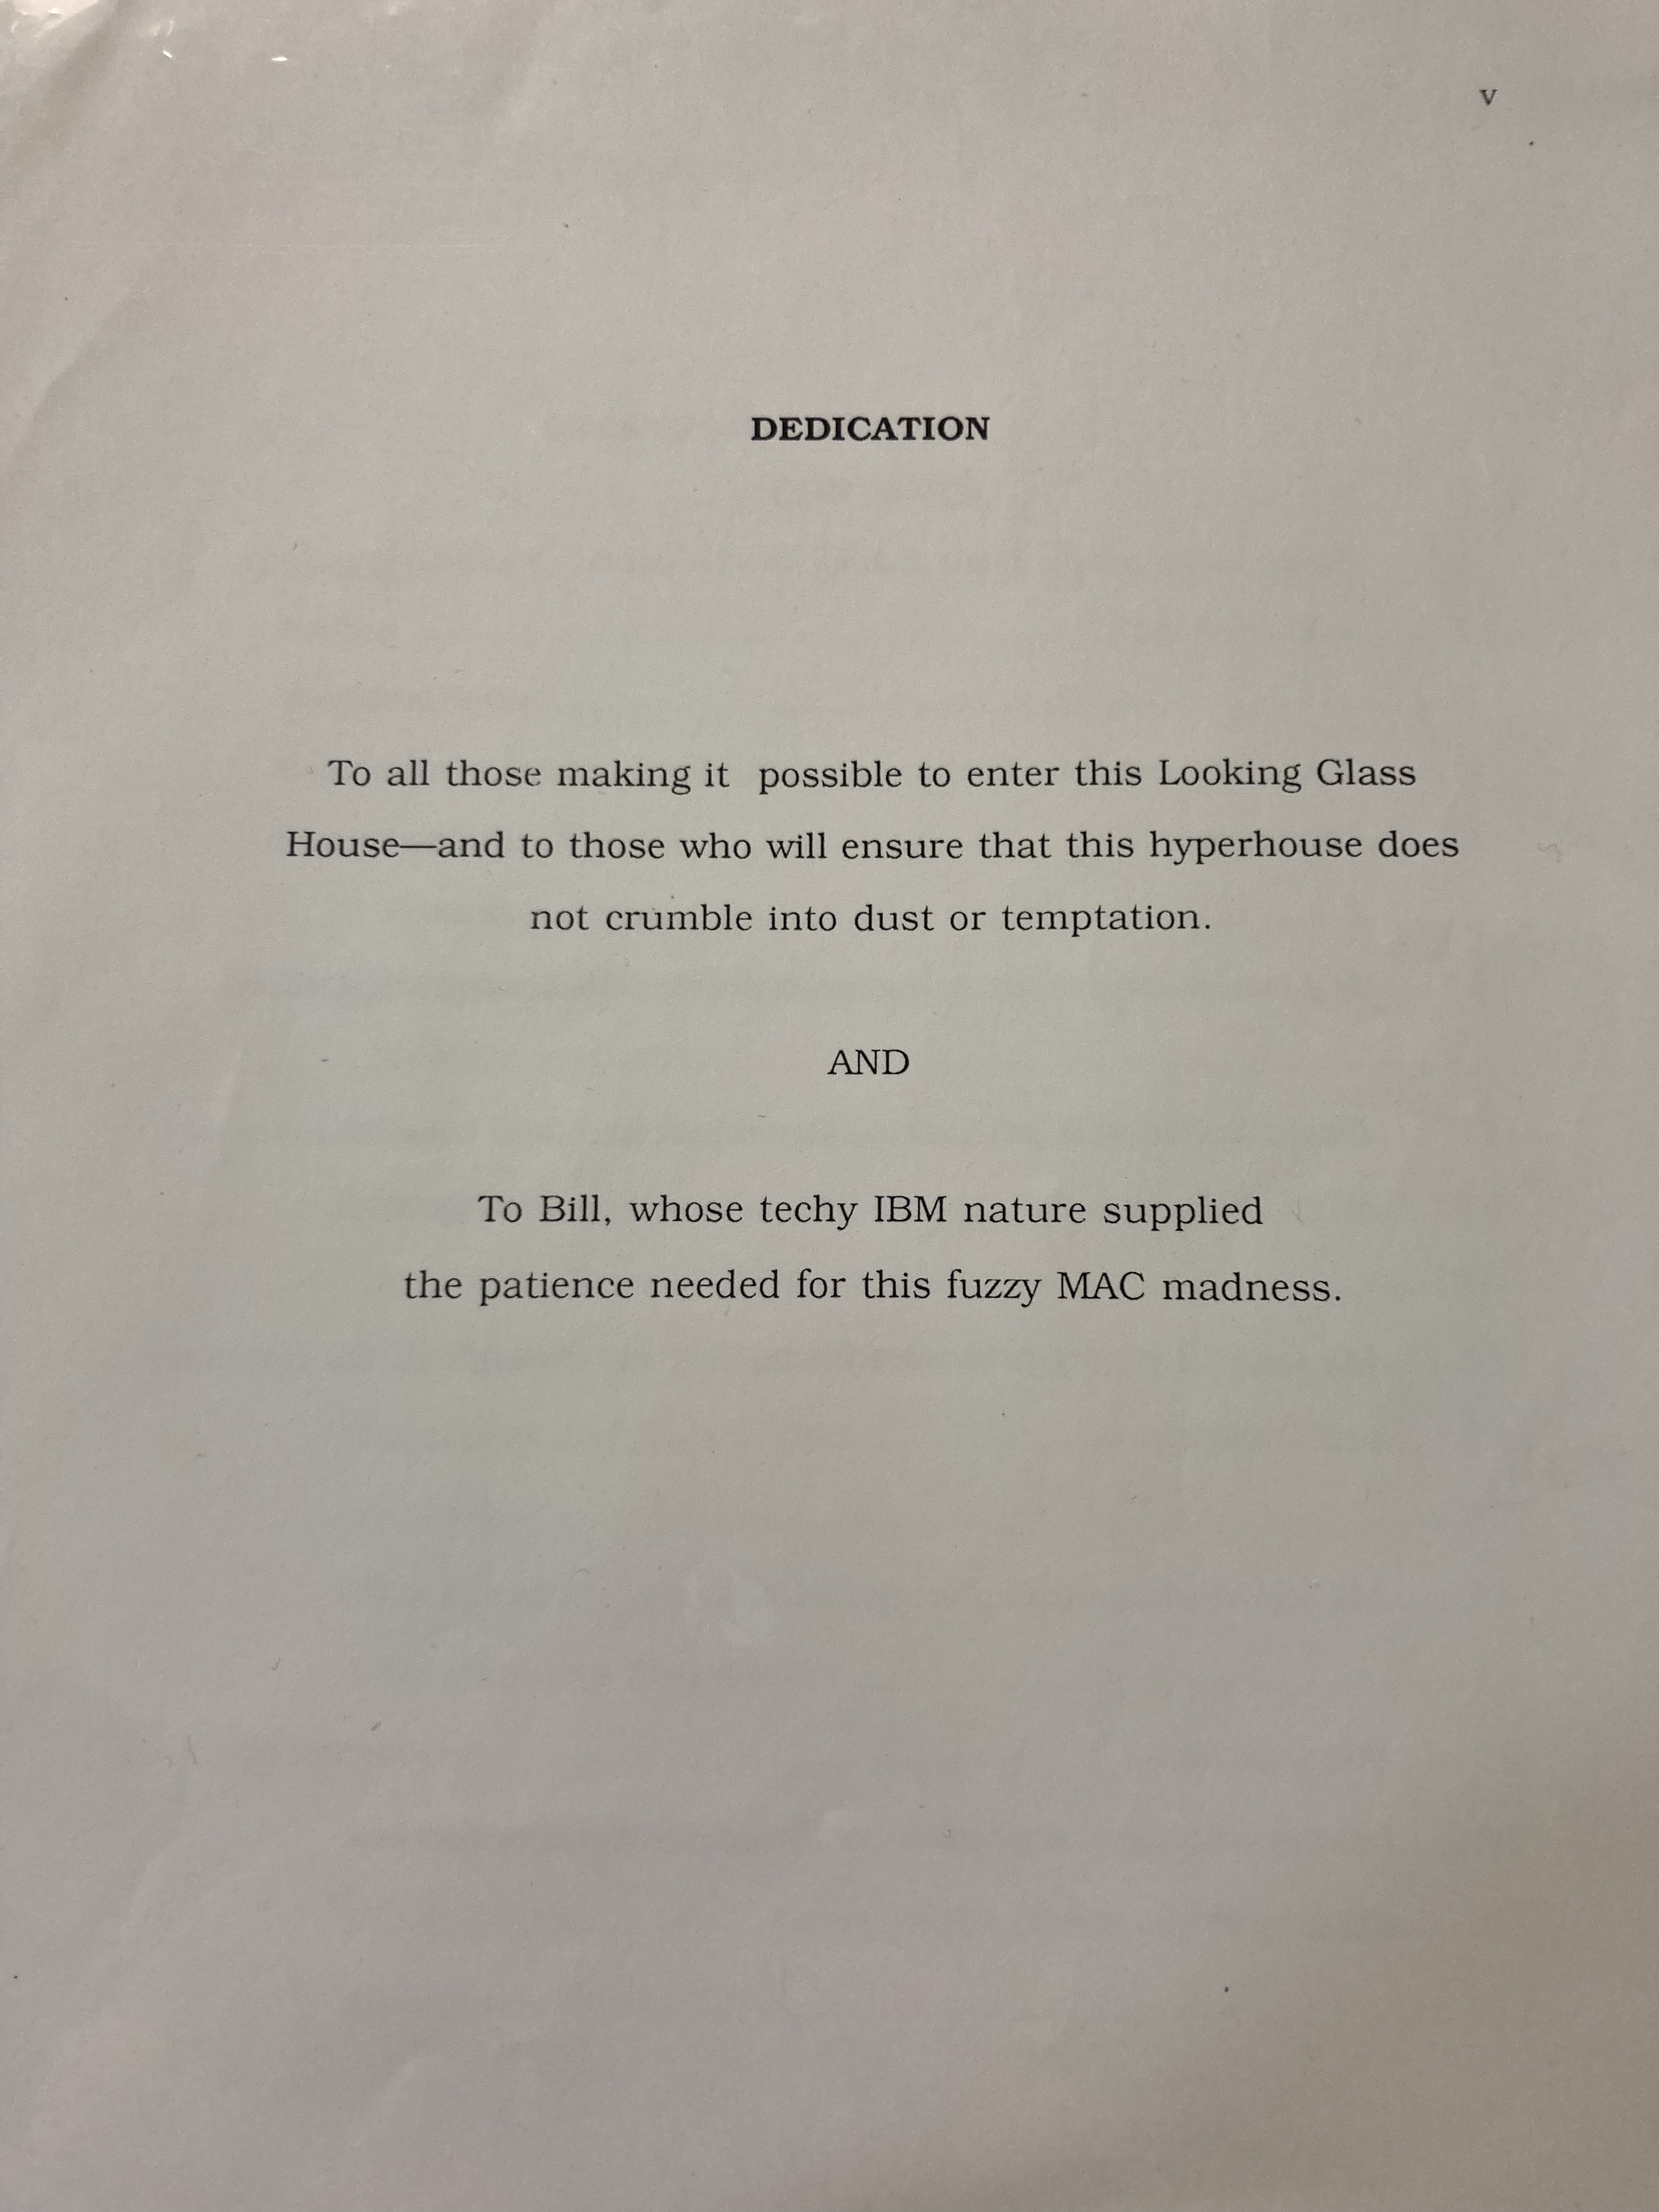 v
DEDICATION
To all those making it possible to enter this Looking Glass
House—and to those who will ensure that this hyperhouse does
not crumble into dust or temptation.
AND
To Bill, whose techy IBM nature supplied
the patience needed for this fuzzy MAC madness.